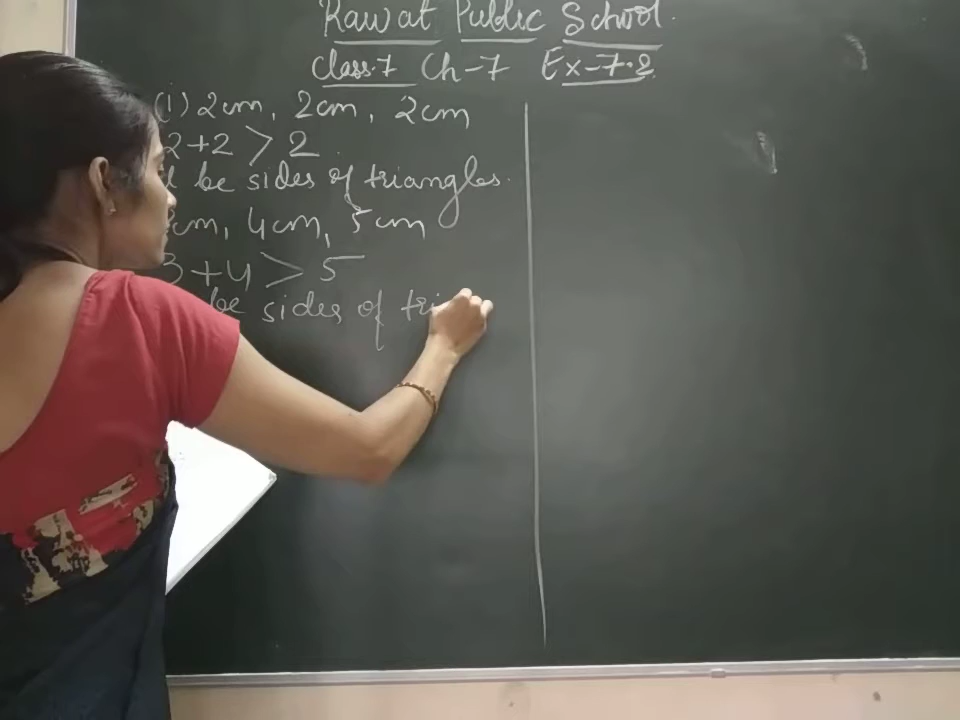 Rawat Public School
class-7 Ch-7 Ex-7.2
(i) 2cm, 2cm, 2cm
2+2 > 2
be sides of triangles.
cm, 4cm, 5cm
3+4 > 5
be sides of tri